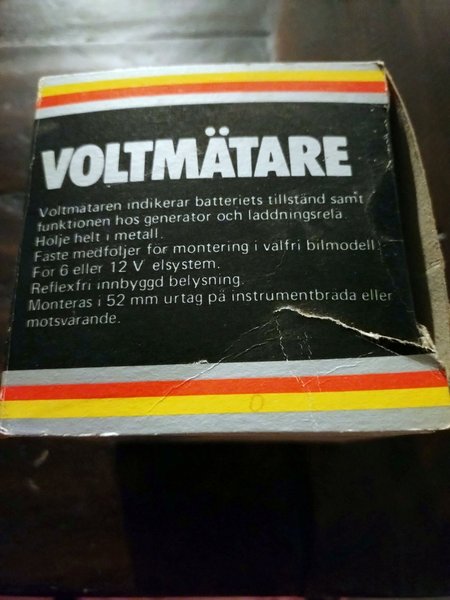 VOLTMÄTARE
Voltmätaren indikerar batteriets tillstånd samt
funktionen hos generator och laddningsrelä.
Hölje helt i metall.
Fäste medföljer för montering i valfri bilmodell.
För 6 eller 12 V elsystem.
Reflexfri innbyggd belysning.
Monteras i 52 mm urtag på instrumentbräda eller
motsvarande.